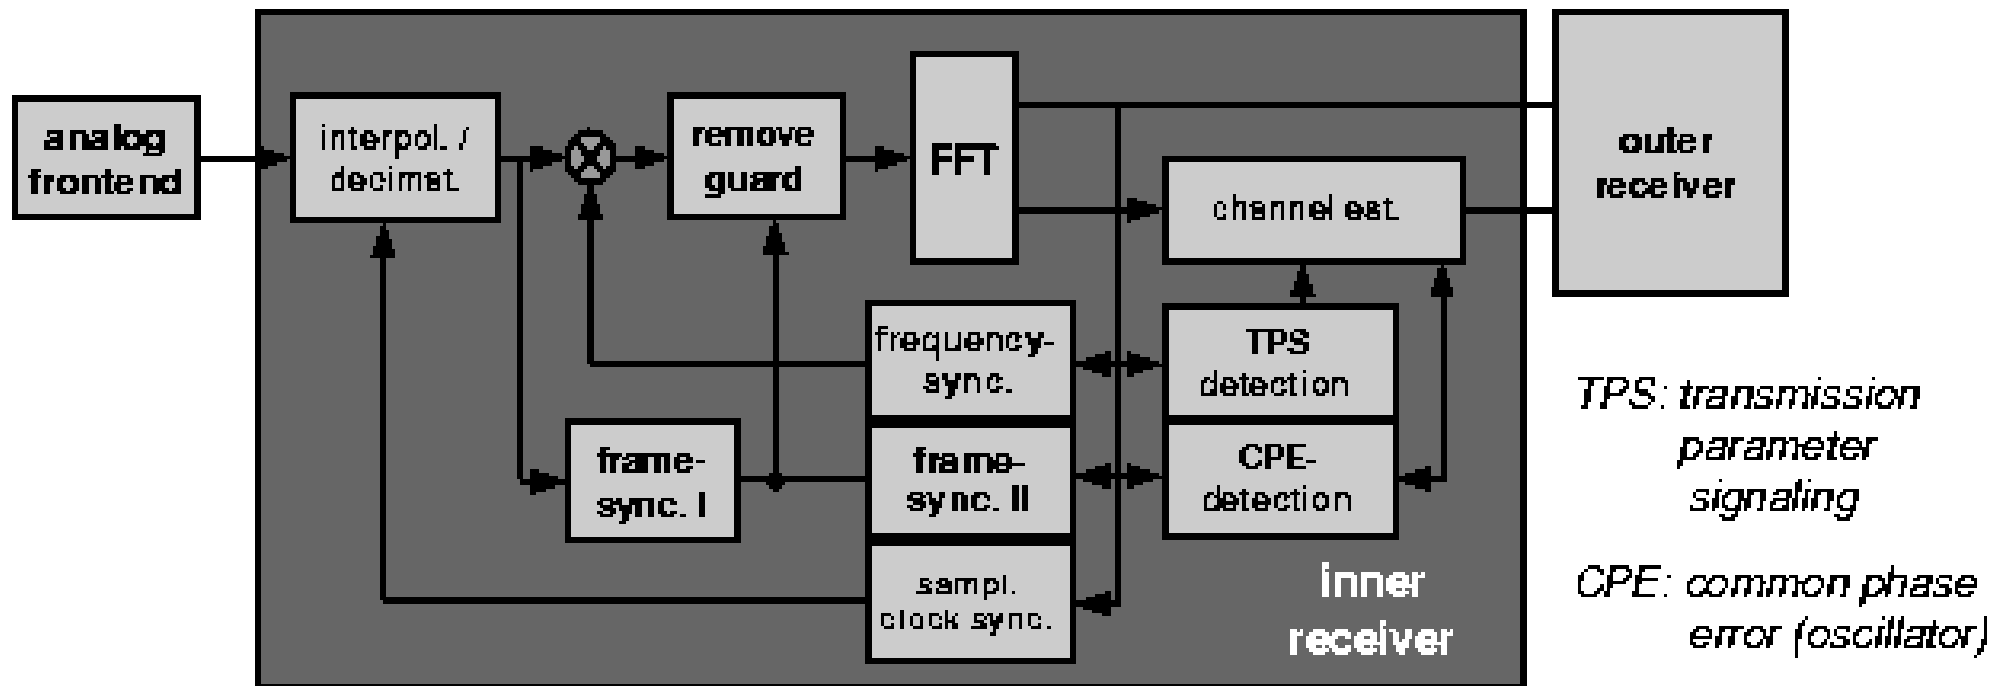 analog
frontend
interpol. /
decimat.
remove
guard
FFT
channel est.
outer
receiver
frequency-
sync.
TPS
detection
frame-
sync. I
frame-
sync. II
CPE-
detection
sampl.
clock sync.
inner
receiver
TPS: transmission
parameter
signaling
CPE: common phase
error (oscillator)